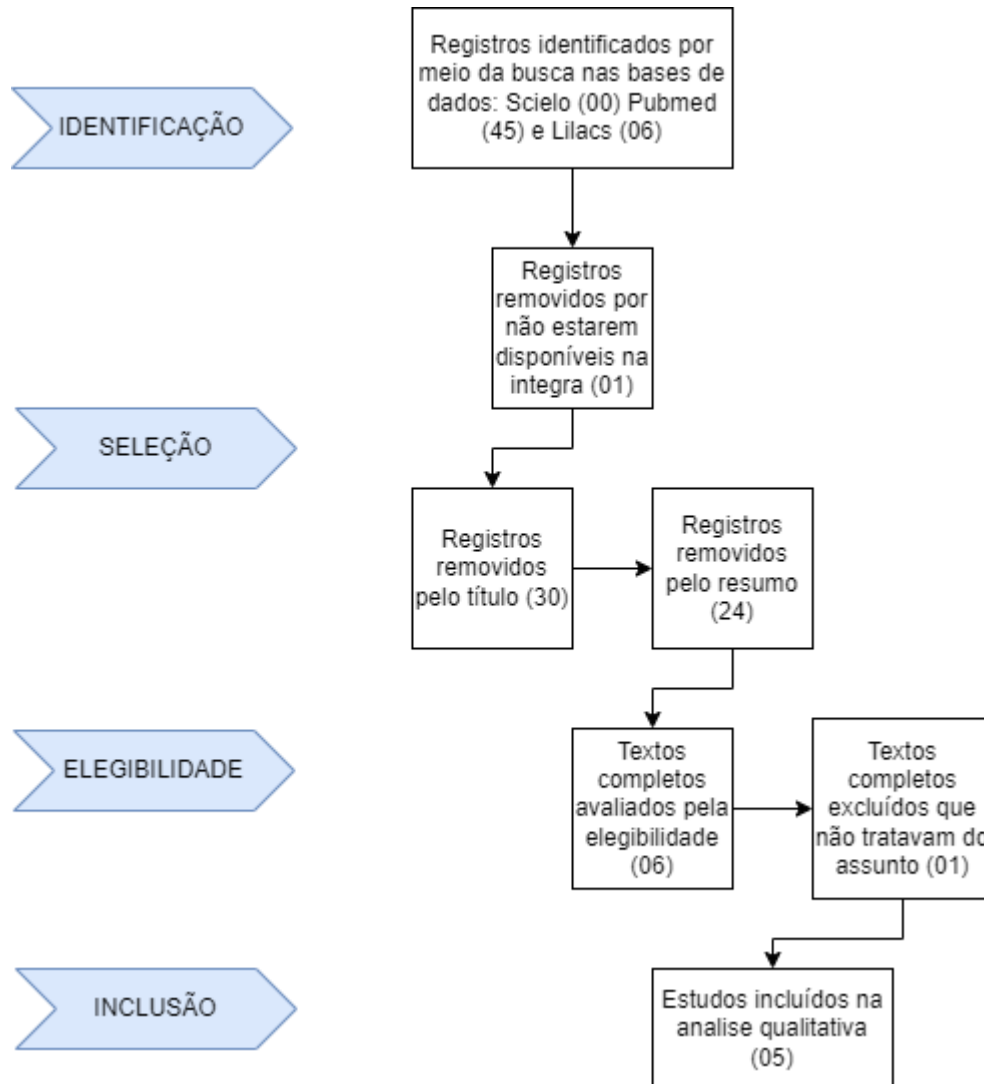 Registros identificados por
meio da busca nas bases de
dados: Scielo (00) Pubmed
(45) e Lilacs (06)
IDENTIFICAÇÃO
Registros
removidos por
não estarem
disponíveis na
integra (01)
SELEÇÃO
Registros
removidos
pelo título (30)
Registros
removidos
pelo resumo
(24)
ELEGIBILIDADE
Textos
completos
avaliados pela
elegibilidade
(06)
Textos
completos
excluídos que
não tratavam do
assunto (01)
INCLUSÃO
Estudos incluídos na
analise qualitativa
(05)